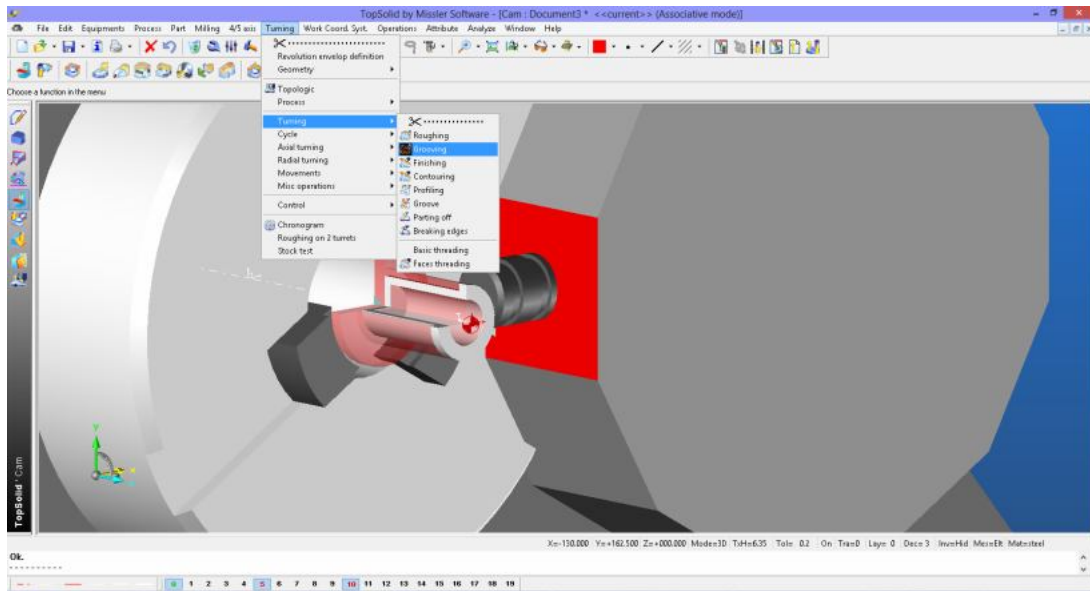 TopSolid by Missler Software - [Cam : Document3 * <<current>> (Associative mode)]
File Edit Equipments Process Part Milling 4/5 axis Turning Work Coord. Syst. Operations Attribute Analyze Window Help
Revolution envelop definition
Geometry
Choose a function in the menu
Topologic
Process
Turning
Cycle
Axial turning
Radial turning
Movements
Misc operations
Control
Chronogram
Roughing on 2 turrets
Stock test
Roughing
Grooving
Finishing
Contouring
Profiling
Groove
Parting off
Breaking edges
Basic threading
Faces threading
TopSolid'Cam
X=-130.000 Y=+162.500 Z=+000.000 Mode=3D TxH=6.35 Tole 0.2 On Tra=0 Lay= 0 Dec= 3 Inv=Hid Mes=Elt Mat=steel
Ok.
0 1 2 3 4 5 6 7 8 9 10 11 12 13 14 15 16 17 18 19